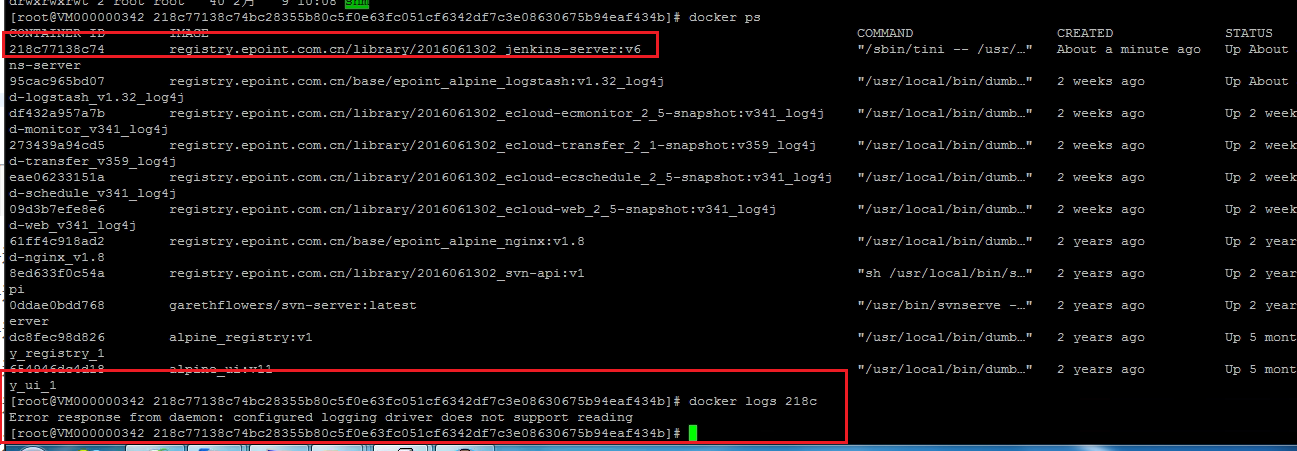 drwxrwxrwt 2 root root 40 2月 9 10:08 shm
[root@VM000000342 218c77138c74bc28355b80c5f0e63fc051cf6342df7c3e08630675b94eaf434b]# docker ps
CONTAINER ID IMAGE COMMAND CREATED STATUS
218c77138c74 registry.epoint.com.cn/library/2016061302_jenkins-server:v6 "/sbin/tini -- /usr/…" About a minute ago Up About
ns-server
95cac965bd07 registry.epoint.com.cn/base/epoint_alpine_logstash:v1.32_log4j "/usr/local/bin/dumb…" 2 weeks ago Up About
d-logstash_v1.32_log4j
df432a957a7b registry.epoint.com.cn/library/2016061302_ecloud-ecmonitor_2_5-snapshot:v341_log4j "/usr/local/bin/dumb…" 2 weeks ago Up 2 week
d-monitor_v341_log4j
273439a94cd5 registry.epoint.com.cn/library/2016061302_ecloud-transfer_2_1-snapshot:v359_log4j "/usr/local/bin/dumb…" 2 weeks ago Up 2 week
d-transfer_v359_log4j
eae06233151a registry.epoint.com.cn/library/2016061302_ecloud-ecschedule_2_5-snapshot:v341_log4j "/usr/local/bin/dumb…" 2 weeks ago Up 2 week
d-schedule_v341_log4j
09d3b7efe8e6 registry.epoint.com.cn/library/2016061302_ecloud-web_2_5-snapshot:v341_log4j "/usr/local/bin/dumb…" 2 weeks ago Up 2 week
d-web_v341_log4j
61ff4c918ad2 registry.epoint.com.cn/base/epoint_alpine_nginx:v1.8 "/usr/local/bin/dumb…" 2 years ago Up 2 year
d-nginx_v1.8
8ed633f0c54a registry.epoint.com.cn/library/2016061302_svn-api:v1 "sh /usr/local/bin/s…" 2 years ago Up 2 year
pi
0ddae0bdd768 garethflowers/svn-server:latest "/usr/bin/svnserve -…" 2 years ago Up 2 year
erver
dc8fec98d826 alpine_registry:v1 "/usr/local/bin/dumb…" 2 years ago Up 5 mont
y_registry_1
654946dc4d18 alpine_ui:v11 "/usr/local/bin/dumb…" 2 years ago Up 5 mont
y_ui_1
[root@VM000000342 218c77138c74bc28355b80c5f0e63fc051cf6342df7c3e08630675b94eaf434b]# docker logs 218c
Error response from daemon: configured logging driver does not support reading
[root@VM000000342 218c77138c74bc28355b80c5f0e63fc051cf6342df7c3e08630675b94eaf434b]#